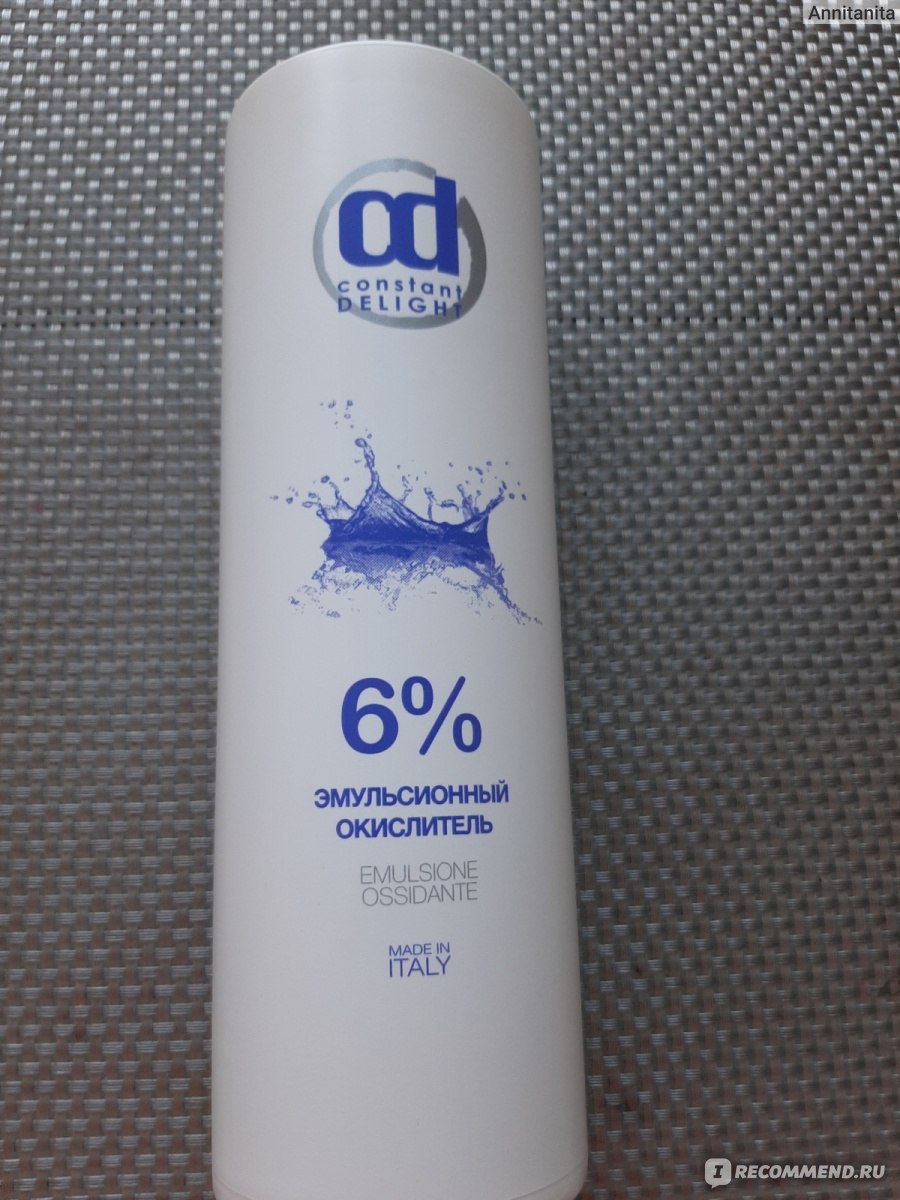 Annitanita
cd
constant
DELIGHT
6%
ЭМУЛЬСИОННЫЙ
ОКИСЛИТЕЛЬ
EMULSIONE
OSSIDANTE
MADE IN
ITALY
I RECOMMEND.RU